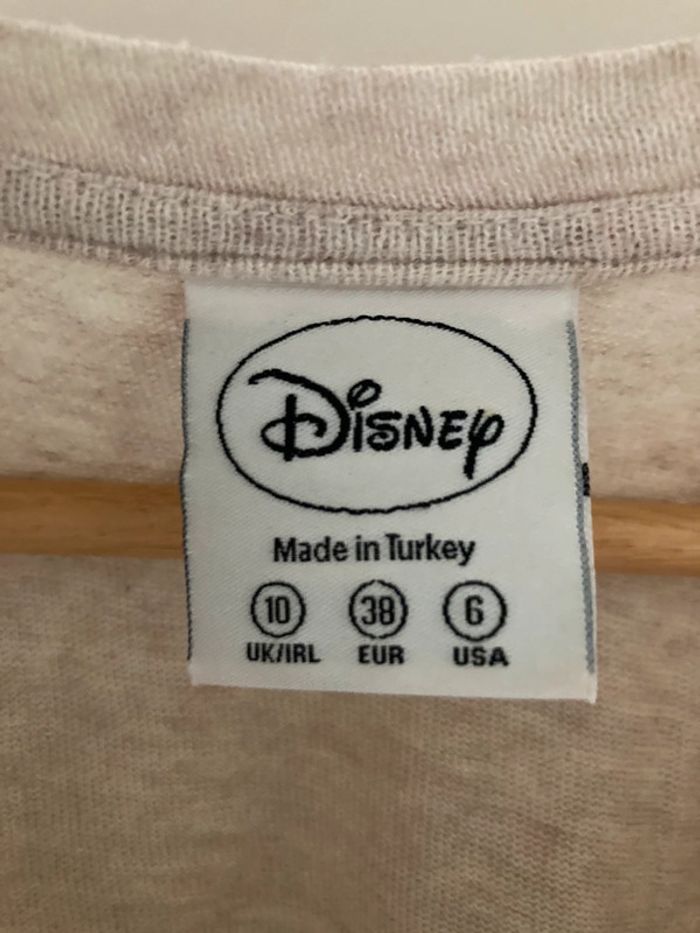 Disney
Made in Turkey
10 38 6
UK/IRL EUR USA